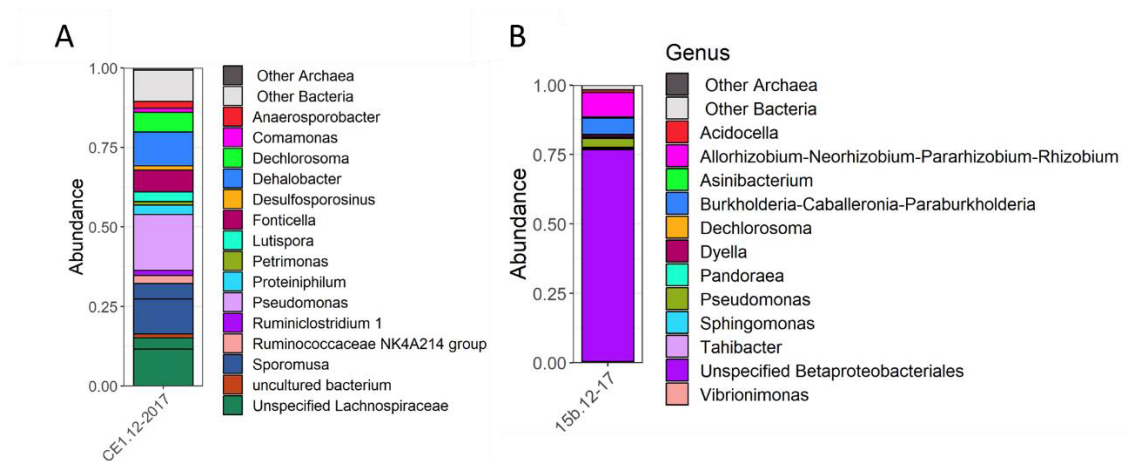 A
Abundance
1.00
0.75
0.50
0.25
0.00
CE1.12-2017
Other Archaea
Other Bacteria
Anaerosporobacter
Comamonas
Dechlorosoma
Dehalobacter
Desulfosporosinus
Fonticella
Lutispora
Petrimonas
Proteiniphilum
Pseudomonas
Ruminiclostridium 1
Ruminococcaceae NK4A214 group
Sporomusa
uncultured bacterium
Unspecified Lachnospiraceae
B
Abundance
1.00
0.75
0.50
0.25
0.00
15b.12-17
Genus
Other Archaea
Other Bacteria
Acidocella
Allorhizobium-Neorhizobium-Pararhizobium-Rhizobium
Asinibacterium
Burkholderia-Caballeronia-Paraburkholderia
Dechlorosoma
Dyella
Pandoraea
Pseudomonas
Sphingomonas
Tahibacter
Unspecified Betaproteobacteriales
Vibrionimonas